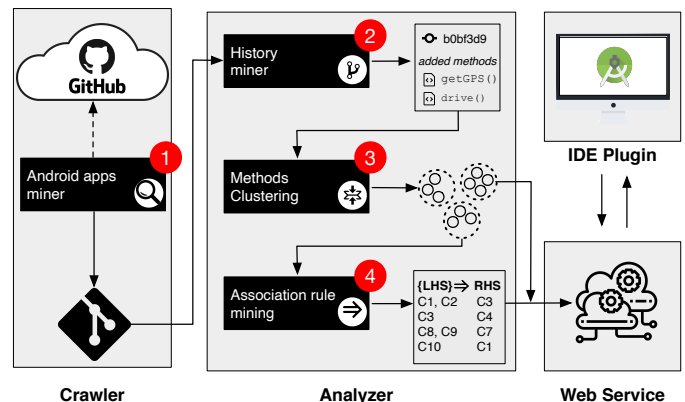 GitHub
1
Android apps
miner
Crawler
2
History
miner
b0bf3d9
added methods
getGPS()
drive()
3
Methods
Clustering
4
Association rule
mining
{LHS}⇒ RHS
C1, C2 C3
C3 C4
C8, C9 C7
C10 C1
Analyzer
IDE Plugin
Web Service